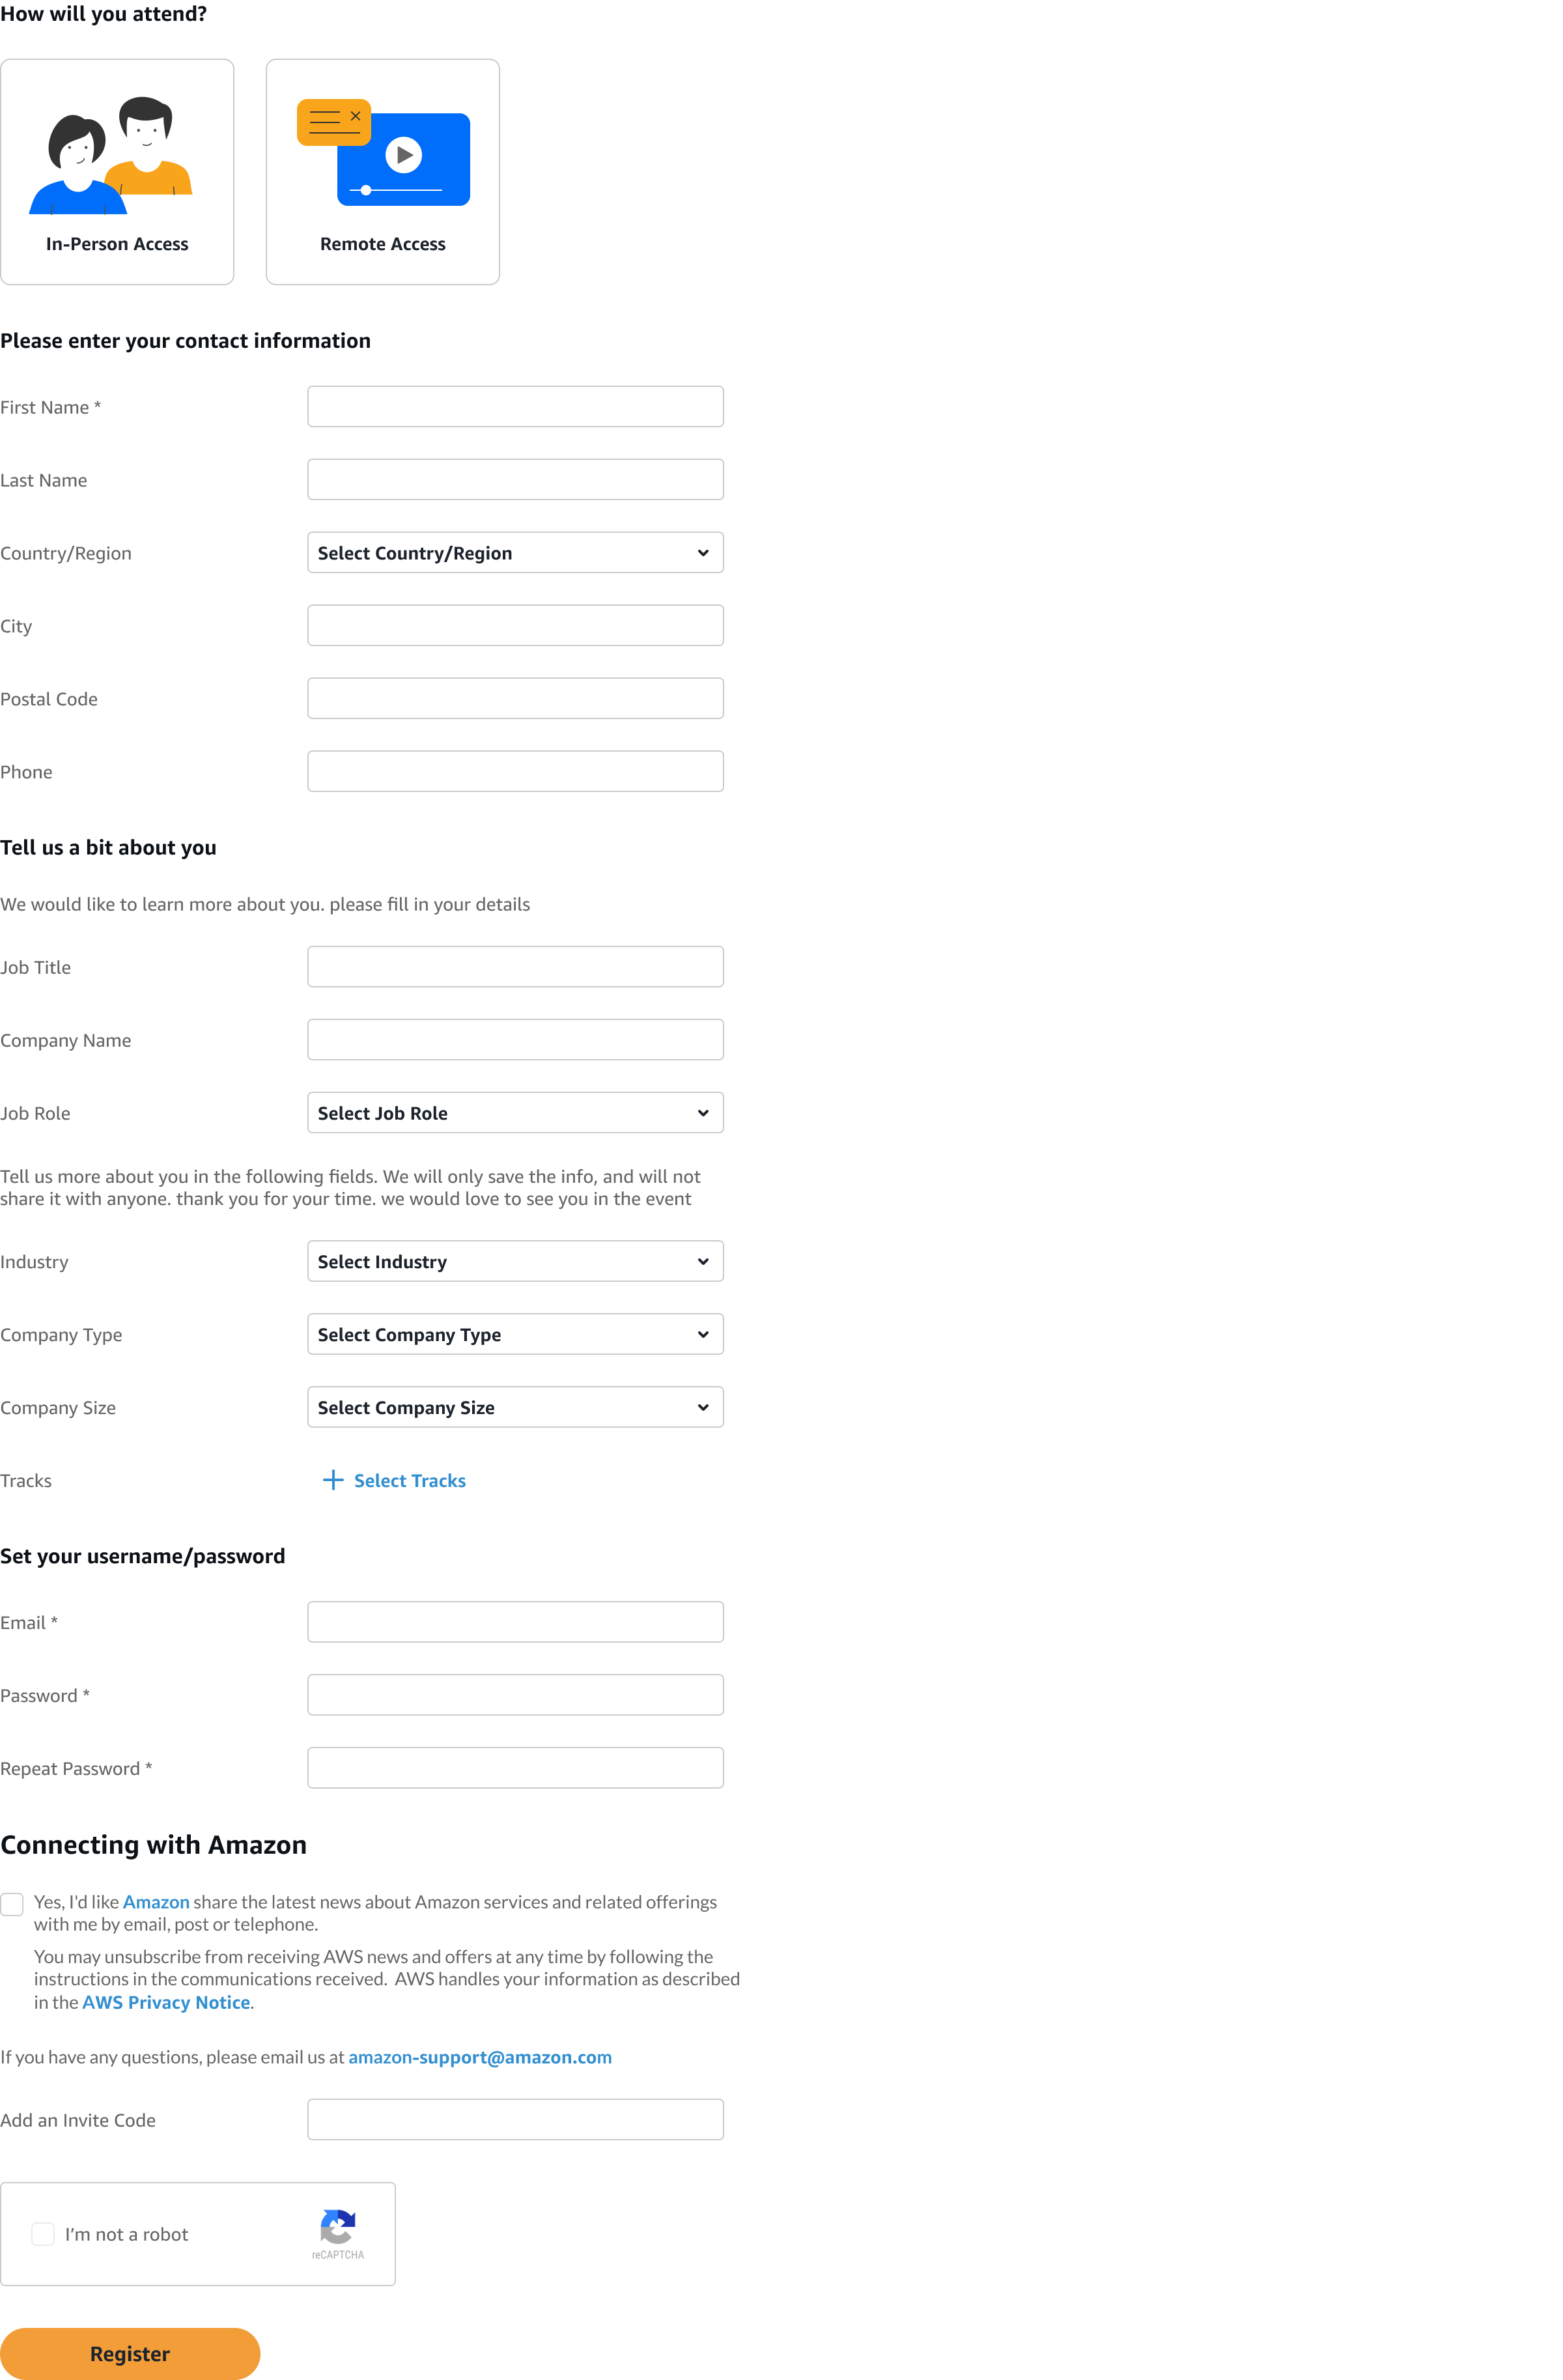 How will you attend?
In-Person Access
Remote Access
Please enter your contact information
First Name *
Last Name
Country/Region
Select Country/Region
City
Postal Code
Phone
Tell us a bit about you
We would like to learn more about you. please fill in your details
Job Title
Company Name
Job Role
Select Job Role
Tell us more about you in the following fields. We will only save the info, and will not
share it with anyone. thank you for your time. we would love to see you in the event
Industry
Select Industry
Company Type
Select Company Type
Company Size
Select Company Size
Tracks
Select Tracks
Set your username/password
Email *
Password *
Repeat Password *
Connecting with Amazon
Yes, I'd like Amazon share the latest news about Amazon services and related offerings
with me by email, post or telephone.
You may unsubscribe from receiving AWS news and offers at any time by following the
instructions in the communications received.  AWS handles your information as described
in the AWS Privacy Notice.
If you have any questions, please email us at amazon-support@amazon.com
Add an Invite Code
I’m not a robot
reCAPTCHA
Register